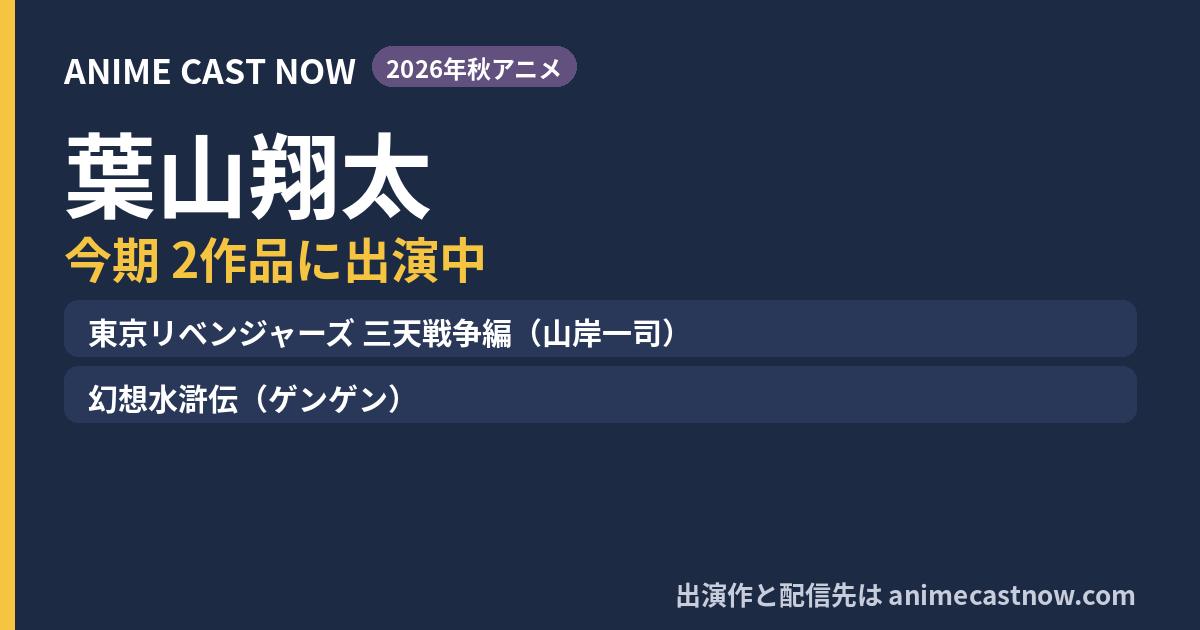 ANIME CAST NOW 2026年秋アニメ
葉山翔太
今期 2作品に出演中
東京リベンジャーズ 三天戦争編（山岸一司）
幻想水滸伝（ゲンゲン）
出演作と配信先は animecastnow.com